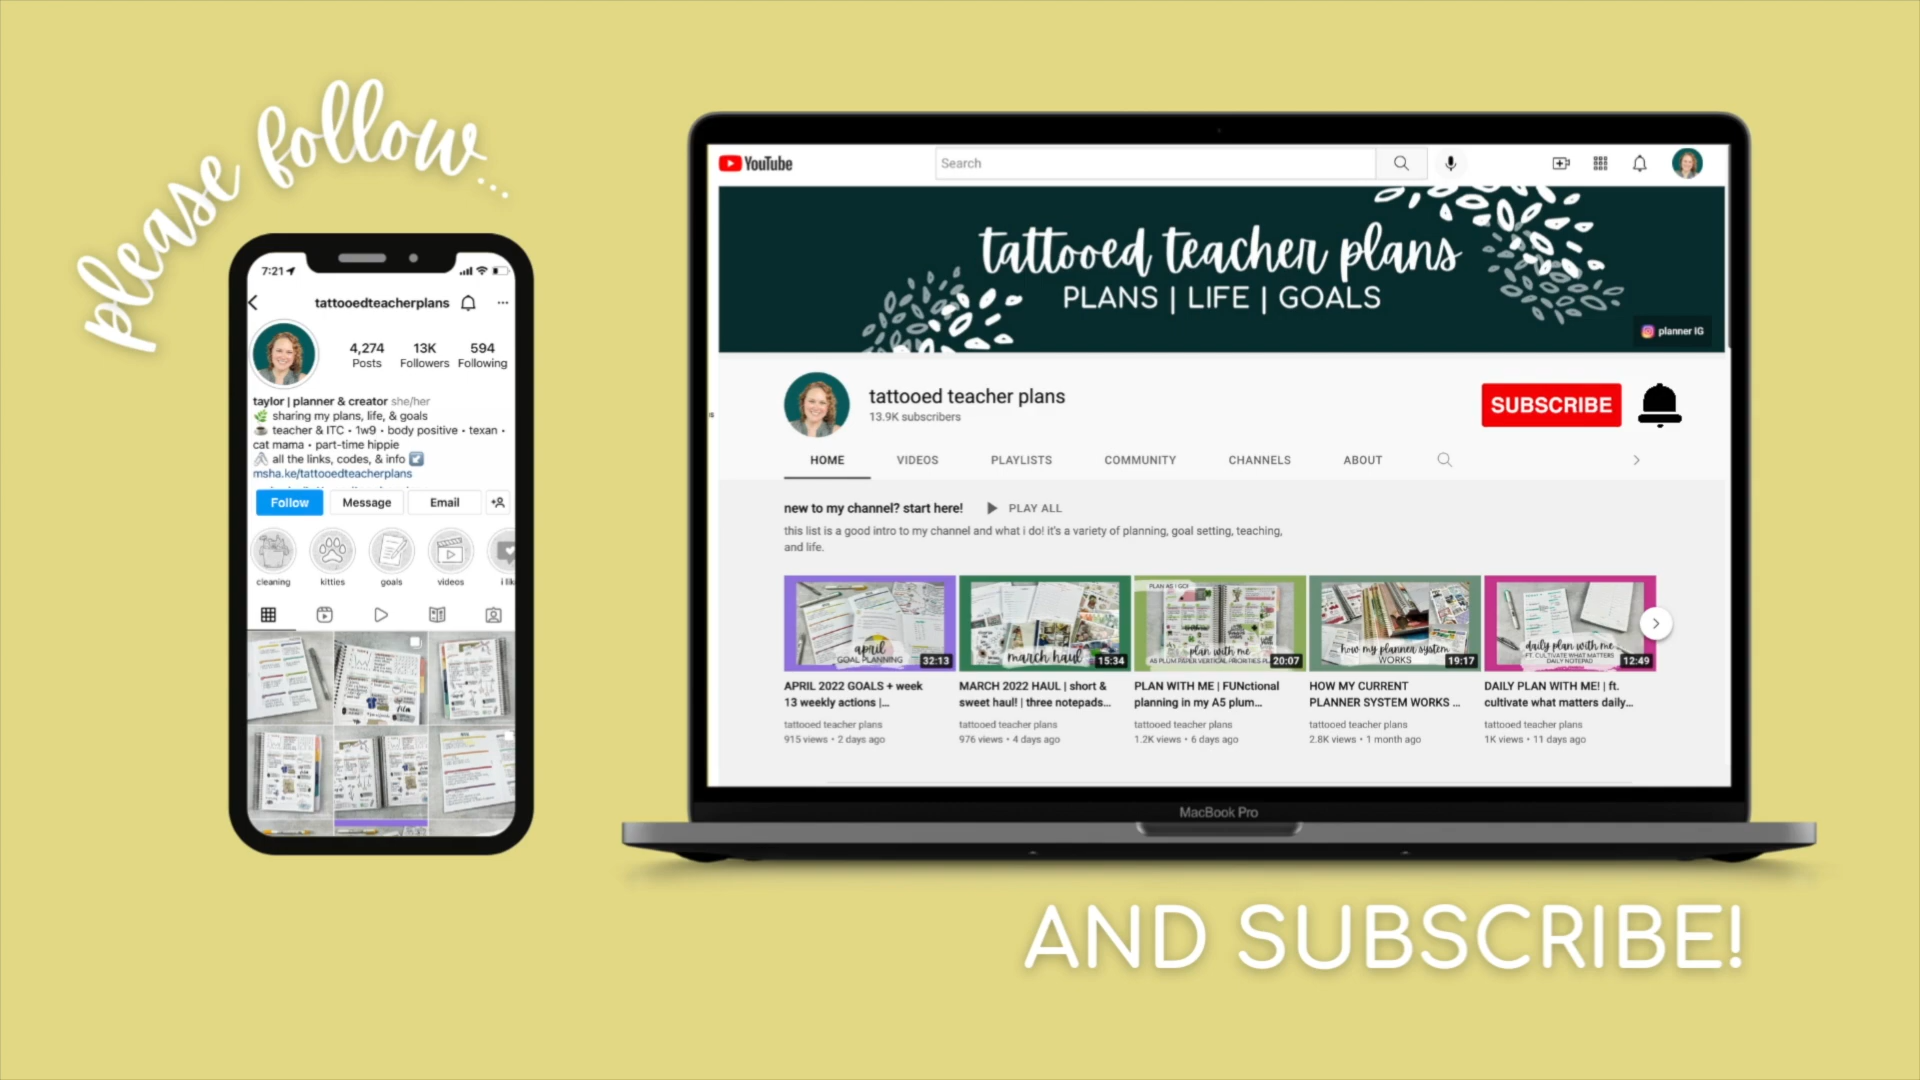 please follow...
7:21
tattooedteacherplans
4,274 13K 594
Posts Followers Following
taylor | planner & creator she/her
🌿 sharing my plans, life, & goals
☕ teacher & ITC • 1w9 • body positive • texan •
cat mama • part-time hippie
all the links, codes, & info ↙️
msha.ke/tattooedteacherplans
Follow Message Email
cleaning kitties goals videos i lik
YouTube
Search
tattooed teacher plans
PLANS | LIFE | GOALS
planner IG
tattooed teacher plans
13.9K subscribers
SUBSCRIBE
HOME VIDEOS PLAYLISTS COMMUNITY CHANNELS ABOUT
new to my channel? start here! PLAY ALL
this list is a good intro to my channel and what i do! it's a variety of planning, goal setting, teaching,
and life.
april
GOAL PLANNING
32:13
APRIL 2022 GOALS + week
13 weekly actions |...
tattooed teacher plans
915 views • 2 days ago
march haul
15:34
MARCH 2022 HAUL | short &
sweet haul! | three notepads...
tattooed teacher plans
976 views • 4 days ago
plan with me
20:07
PLAN WITH ME | FUNctional
planning in my A5 plum...
tattooed teacher plans
1.2K views • 6 days ago
how my planner system
WORKS
19:17
HOW MY CURRENT
PLANNER SYSTEM WORKS ...
tattooed teacher plans
2.8K views • 1 month ago
daily plan with me
FT. CULTIVATE WHAT MATTERS
DAILY NOTEPAD
12:49
DAILY PLAN WITH ME! | ft.
cultivate what matters daily...
tattooed teacher plans
1K views • 11 days ago
MacBook Pro
AND SUBSCRIBE!